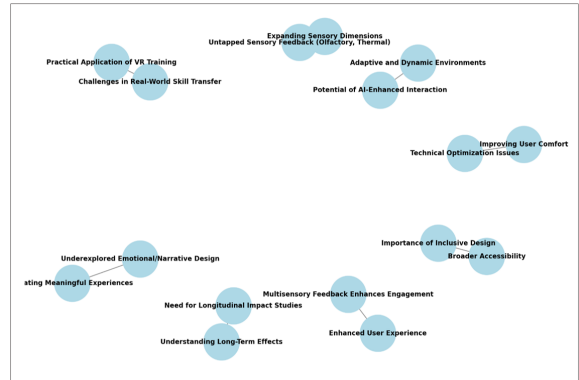 Expanding Sensory Dimensions
Untapped Sensory Feedback (Olfactory, Thermal)
Practical Application of VR Training
Adaptive and Dynamic Environments
Challenges in Real-World Skill Transfer
Potential of AI-Enhanced Interaction
Improving User Comfort
Technical Optimization Issues
Importance of Inclusive Design
Broader Accessibility
Underexplored Emotional/Narrative Design
ating Meaningful Experiences
Multisensory Feedback Enhances Engagement
Need for Longitudinal Impact Studies
Enhanced User Experience
Understanding Long-Term Effects